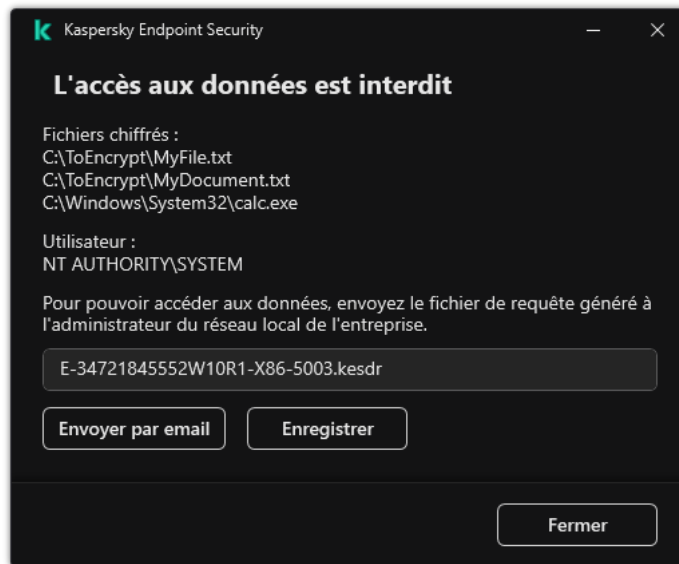 Kaspersky Endpoint Security
L'accès aux données est interdit
Fichiers chiffrés :
C:\ToEncrypt\MyFile.txt
C:\ToEncrypt\MyDocument.txt
C:\Windows\System32\calc.exe
Utilisateur :
NT AUTHORITY\SYSTEM
Pour pouvoir accéder aux données, envoyez le fichier de requête généré à
l'administrateur du réseau local de l'entreprise.
E-34721845552W10R1-X86-5003.kesdr
Envoyer par email
Enregistrer
Fermer